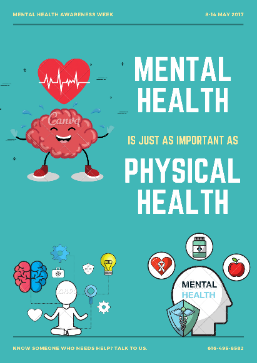 MENTAL HEALTH AWARENESS WEEK
8-14 MAY 2017
MENTAL
HEALTH
Canva
IS JUST AS IMPORTANT AS
PHYSICAL
HEALTH
MENTAL
HEALTH
KNOW SOMEONE WHO NEEDS HELP? TALK TO US.